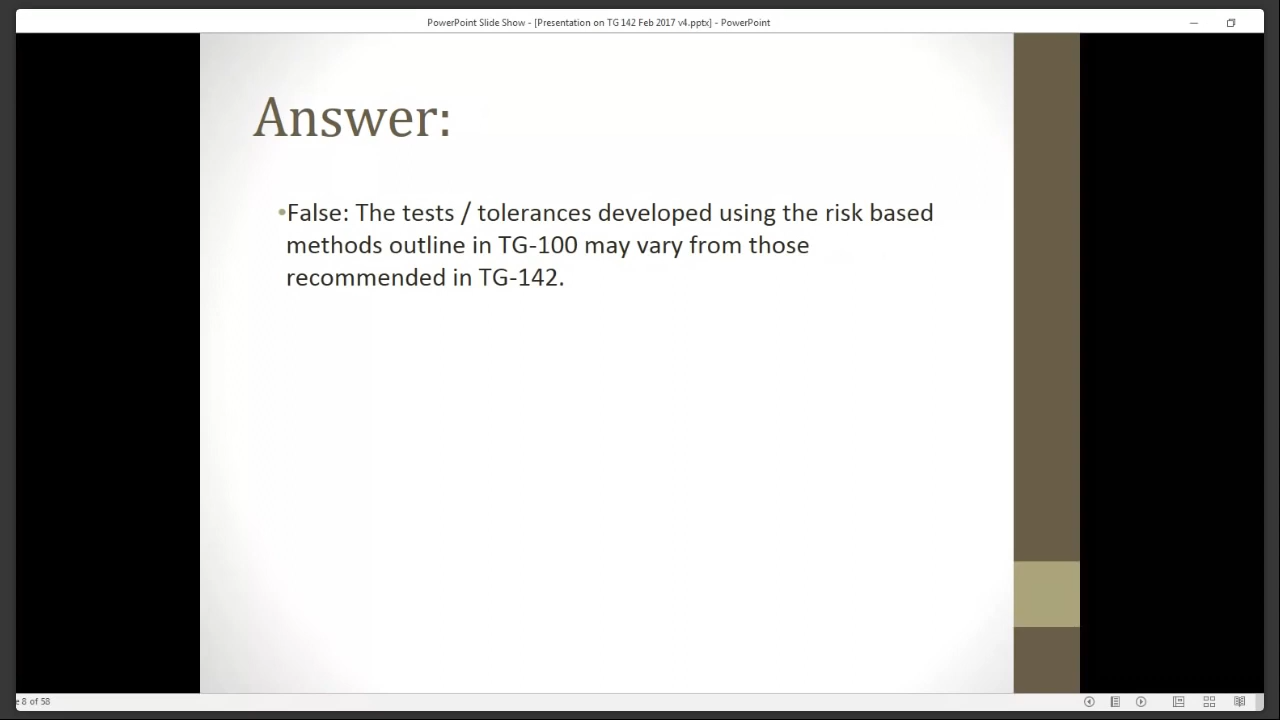 PowerPoint Slide Show - [Presentation on TG 142 Feb 2017 v4.pptx] - PowerPoint
Answer:
•False: The tests / tolerances developed using the risk based
methods outline in TG-100 may vary from those
recommended in TG-142.
e 8 of 58